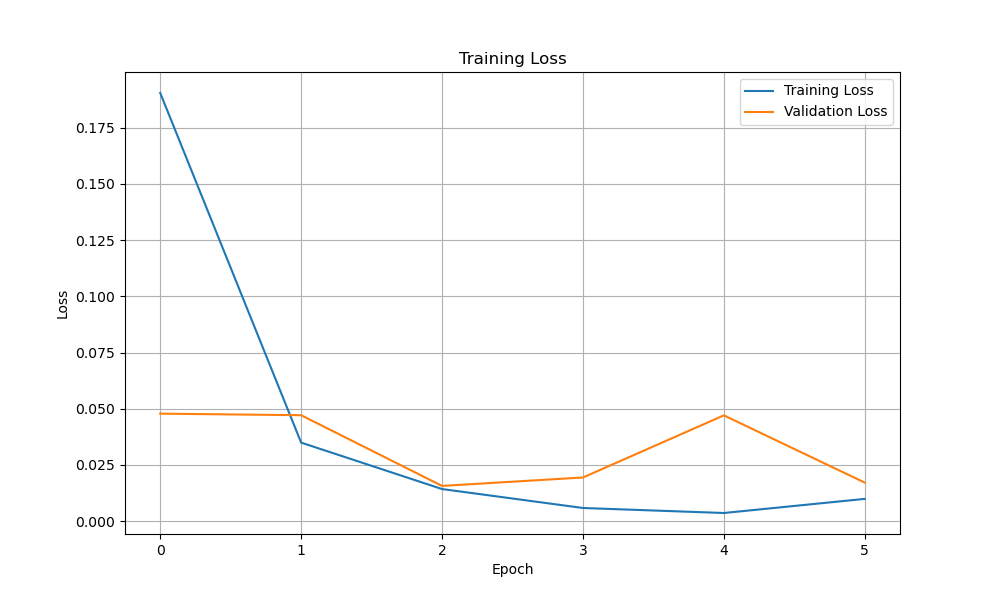 Training Loss
Training Loss
Validation Loss
0.175
0.150
0.125
0.100
0.075
0.050
0.025
0.000
Loss
0 1 2 3 4 5
Epoch